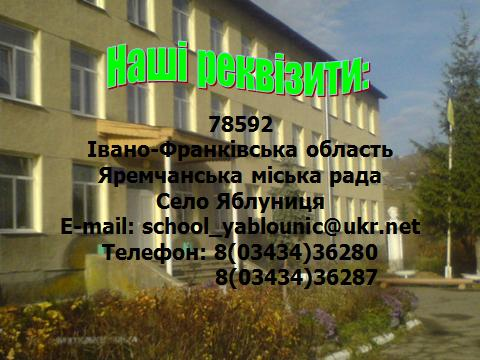 Наші реквізити:
78592
Івано-Франківська область
Яремчанська міська рада
Село Яблуниця
E-mail: school_yablounic@ukr.net
Телефон: 8(03434)36280
8(03434)36287